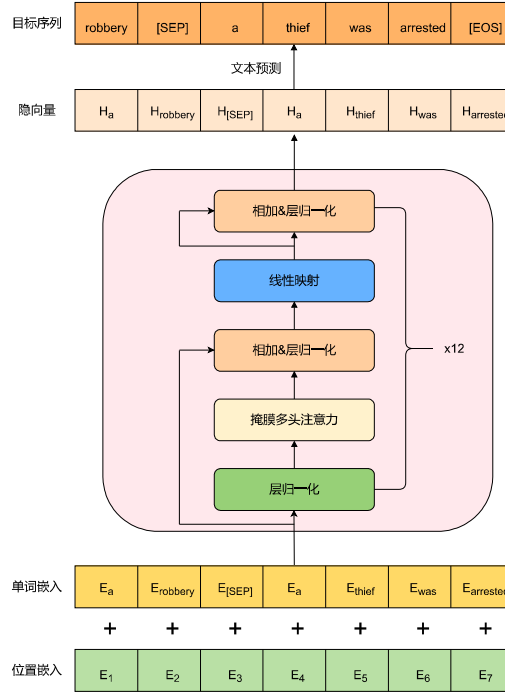 目标序列 robbery [SEP] a thief was arrested [EOS]
文本预测
隐向量 Ha Hrobbery H[SEP] Ha Hthief Hwas Harrested
相加&层归一化
线性映射
相加&层归一化
x12
掩膜多头注意力
层归一化
单词嵌入 Ea Erobbery E[SEP] Ea Ethief Ewas Earrested
+ + + + + + +
位置嵌入 E1 E2 E3 E4 E5 E6 E7